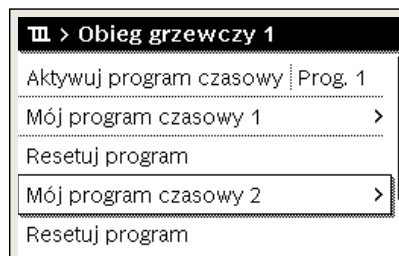 > Obieg grzewczy 1
Aktywuj program czasowy Prog. 1
Mój program czasowy 1 >
Resetuj program
Mój program czasowy 2 >
Resetuj program